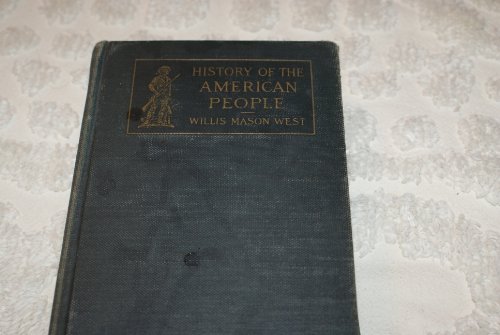 HISTORY OF THE
AMERICAN
PEOPLE
WILLIS MASON WEST